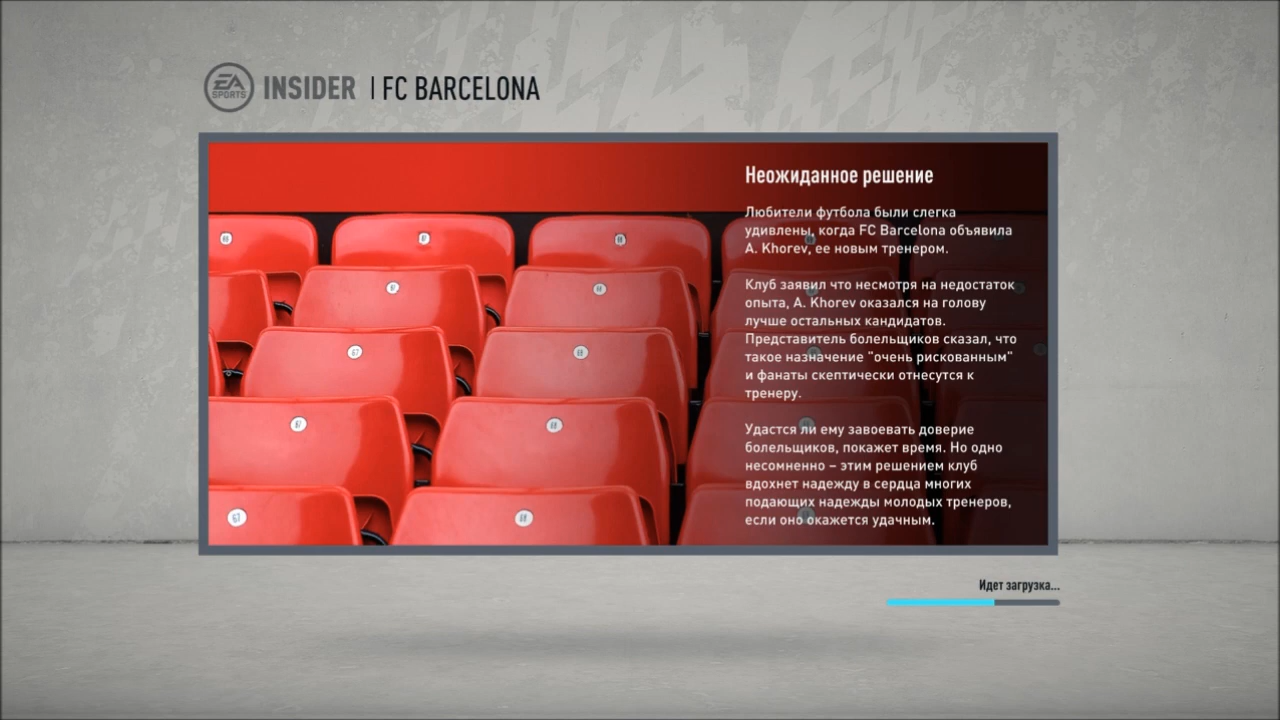 EA SPORTS INSIDER | FC BARCELONA
Неожиданное решение
Любители футбола были слегка
удивлены, когда FC Barcelona объявила
A. Khorev, ее новым тренером.
Клуб заявил что несмотря на недостаток
опыта, A. Khorev оказался на голову
лучше остальных кандидатов.
Представитель болельщиков сказал, что
такое назначение "очень рискованным"
и фанаты скептически отнесутся к
тренеру.
Удастся ли ему завоевать доверие
болельщиков, покажет время. Но одно
несомненно – этим решением клуб
вдохнет надежду в сердца многих
подающих надежды молодых тренеров,
если оно окажется удачным.
67
67
67
Идет загрузка...